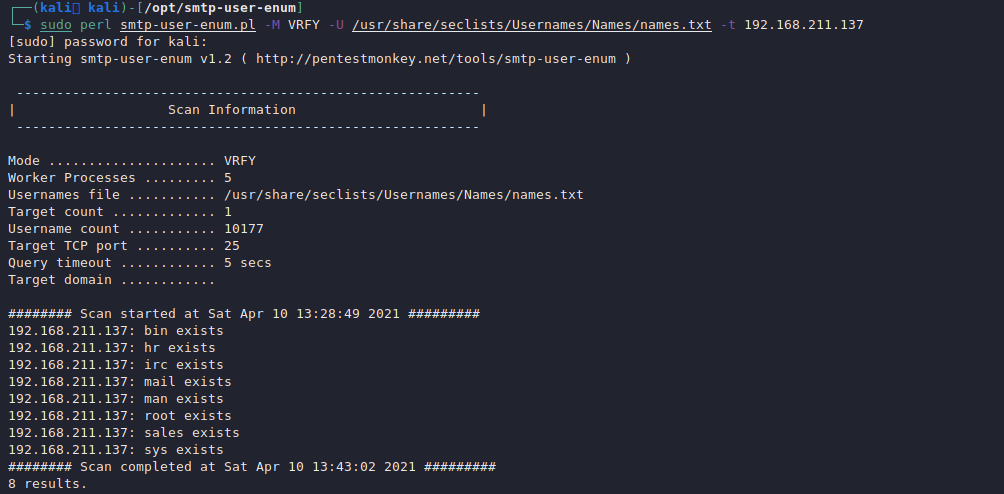 ┌──(kali㉿kali)-[/opt/smtp-user-enum]
└─$ sudo perl smtp-user-enum.pl -M VRFY -U /usr/share/seclists/Usernames/Names/names.txt -t 192.168.211.137
[sudo] password for kali:
Starting smtp-user-enum v1.2 ( http://pentestmonkey.net/tools/smtp-user-enum )
----------------------------------------------------------
| Scan Information |
----------------------------------------------------------
Mode ..................... VRFY
Worker Processes ......... 5
Usernames file ........... /usr/share/seclists/Usernames/Names/names.txt
Target count ............. 1
Username count ........... 10177
Target TCP port .......... 25
Query timeout ............ 5 secs
Target domain ............
######## Scan started at Sat Apr 10 13:28:49 2021 #########
192.168.211.137: bin exists
192.168.211.137: hr exists
192.168.211.137: irc exists
192.168.211.137: mail exists
192.168.211.137: man exists
192.168.211.137: root exists
192.168.211.137: sales exists
192.168.211.137: sys exists
######## Scan completed at Sat Apr 10 13:43:02 2021 #########
8 results.